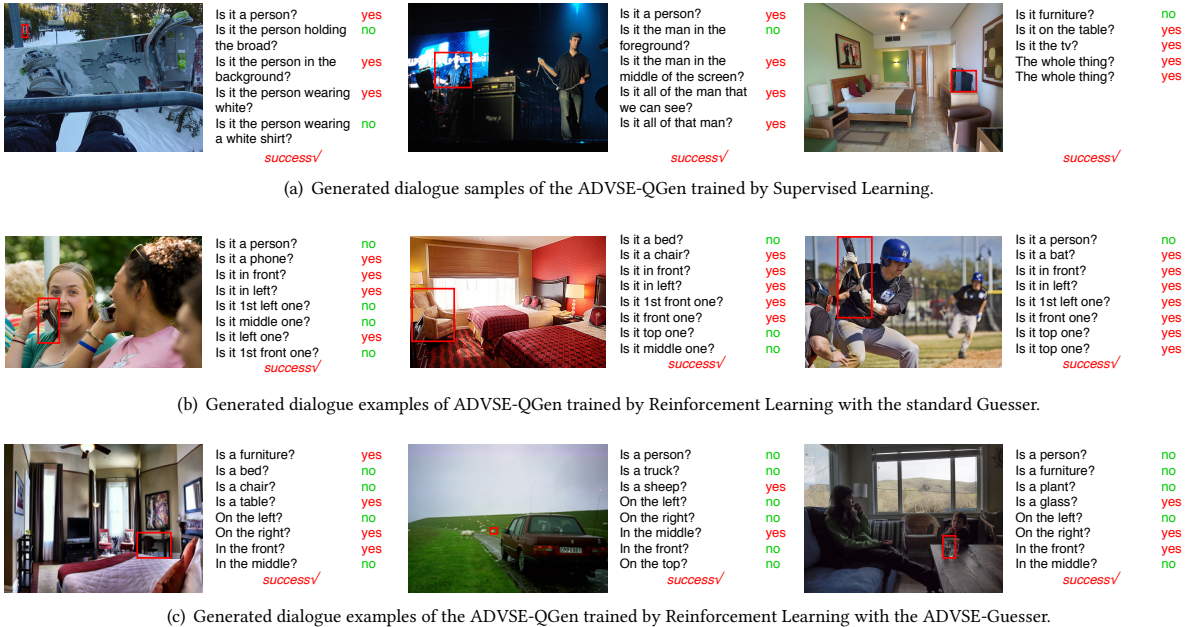 Is it a person? yes
Is it the person holding no
the broad?
Is it the person in the yes
background?
Is it the person wearing yes
white?
Is it the person wearing no
a white shirt?
success√
Is it a person? yes
Is it the man in the no
foreground?
Is it the man in the yes
middle of the screen?
Is it all of the man that yes
we can see?
Is it all of that man? yes
success√
Is it furniture? no
Is it on the table? yes
Is it the tv? yes
The whole thing? yes
The whole thing? yes
success√
(a) Generated dialogue samples of the ADVSE-QGen trained by Supervised Learning.
Is it a person? no
Is it a phone? yes
Is it in front? yes
Is it in left? yes
Is it 1st left one? no
Is it middle one? no
Is it left one? yes
Is it 1st front one? no
success√
Is it a bed? no
Is it a chair? yes
Is it in front? yes
Is it in left? yes
Is it 1st front one? yes
Is it front one? yes
Is it top one? no
Is it middle one? no
success√
Is it a person? no
Is it a bat? yes
Is it in front? yes
Is it in left? yes
Is it 1st left one? yes
Is it front one? yes
Is it top one? yes
Is it top one? yes
success√
(b) Generated dialogue examples of ADVSE-QGen trained by Reinforcement Learning with the standard Guesser.
Is a furniture? yes
Is a bed? no
Is a chair? no
Is a table? yes
On the left? no
On the right? yes
In the front? yes
In the middle? no
success√
Is a person? no
Is a truck? no
Is a sheep? yes
On the left? no
On the right? no
In the middle? yes
In the front? no
On the top? no
success√
Is a person? no
Is a furniture? no
Is a plant? no
Is a glass? yes
On the left? no
On the right? yes
In the front? yes
In the middle? no
success√
(c) Generated dialogue examples of the ADVSE-QGen trained by Reinforcement Learning with the ADVSE-Guesser.